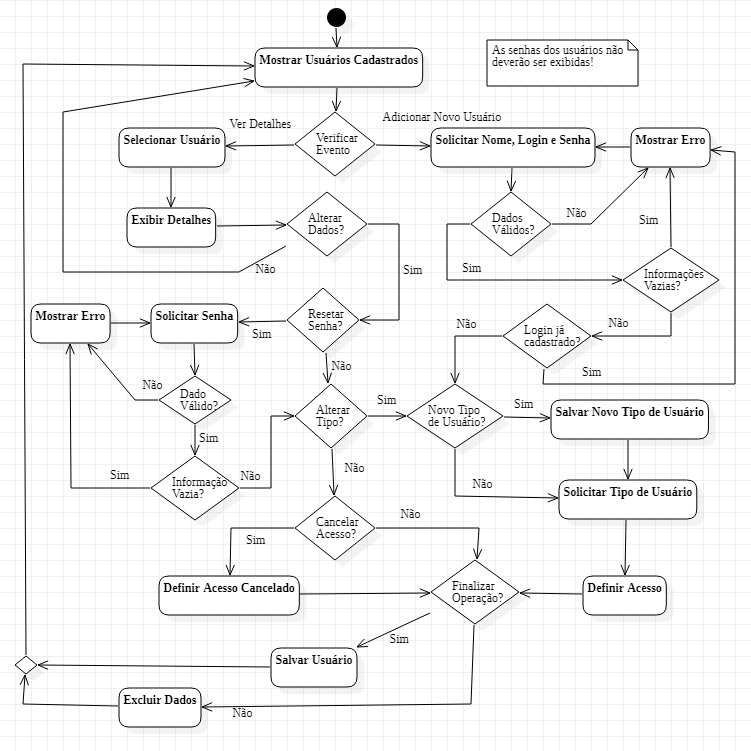 Mostrar Usuários Cadastrados
As senhas dos usuários não
deverão ser exibidas!
Ver Detalhes
Adicionar Novo Usuário
Selecionar Usuário
Verificar
Evento
Solicitar Nome, Login e Senha
Mostrar Erro
Exibir Detalhes
Alterar
Dados?
Dados
Válidos?
Não
Sim
Não
Sim
Sim
Informações
Vazias?
Mostrar Erro
Solicitar Senha
Sim
Resetar
Senha?
Não
Login já
cadastrado?
Não
Não
Sim
Não
Dado
Válido?
Alterar
Tipo?
Sim
Novo Tipo
de Usuário?
Sim
Salvar Novo Tipo de Usuário
Sim
Sim
Informação
Vazia?
Não
Não
Não
Solicitar Tipo de Usuário
Sim
Cancelar
Acesso?
Não
Definir Acesso Cancelado
Finalizar
Operação?
Definir Acesso
Sim
Salvar Usuário
Excluir Dados
Não